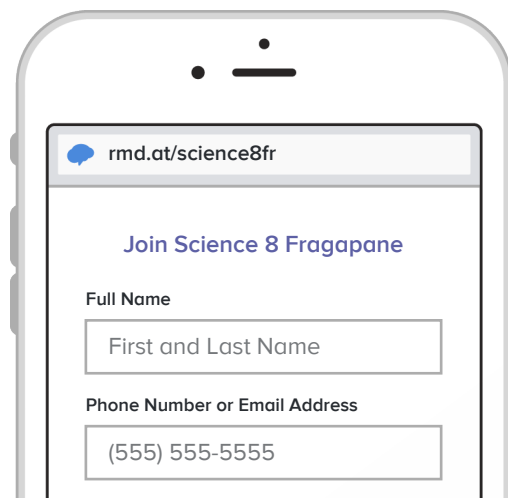 rmd.at/science8fr
Join Science 8 Fragapane
Full Name
First and Last Name
Phone Number or Email Address
(555) 555-5555